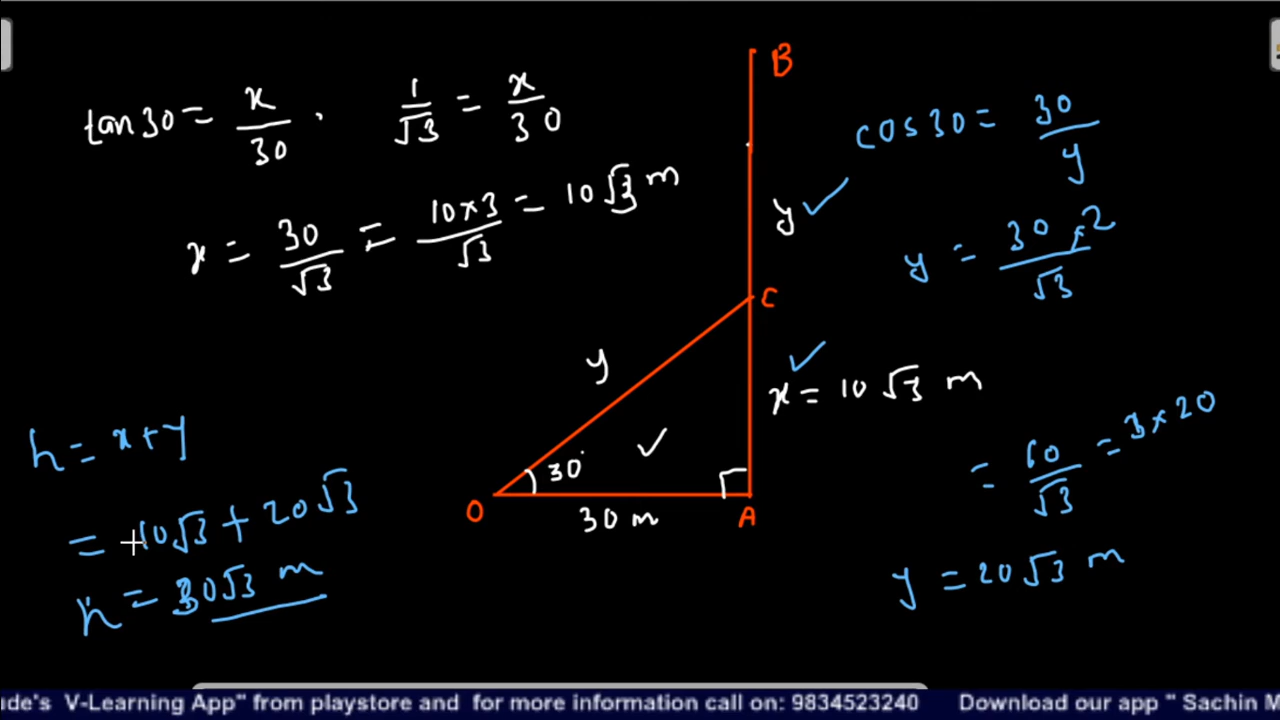 tan 30 = x/30 . 1/√3 = x/30
x = 30/√3 = 10×3/√3 = 10√3 m
B
y
C
y
x = 10√3 m
30°
O
30 m
A
cos 30 = 30/y
y = 30×2/√3
= 60/√3 = 3×20
y = 20√3 m
h = x+y
= 10√3 + 20√3
h = 30√3 m
ude's V-Learning App" from playstore and for more information call on: 9834523240 Download our app " Sachin M